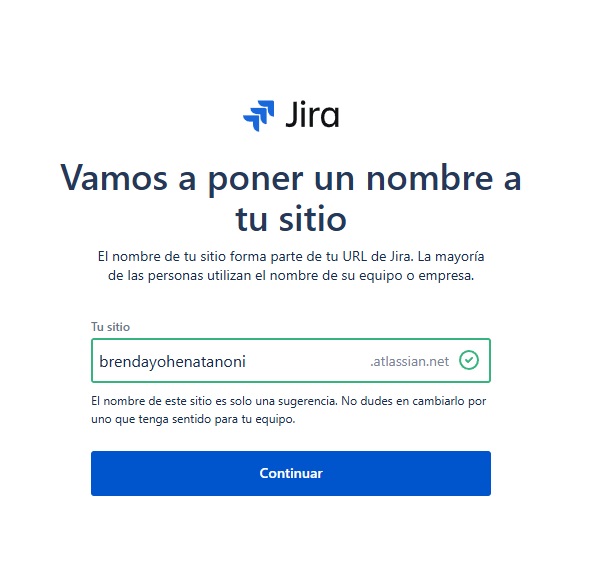 Jira
Vamos a poner un nombre a
tu sitio
El nombre de tu sitio forma parte de tu URL de Jira. La mayoría
de las personas utilizan el nombre de su equipo o empresa.
Tu sitio
brendayohenatanoni .atlassian.net
El nombre de este sitio es solo una sugerencia. No dudes en cambiarlo por
uno que tenga sentido para tu equipo.
Continuar